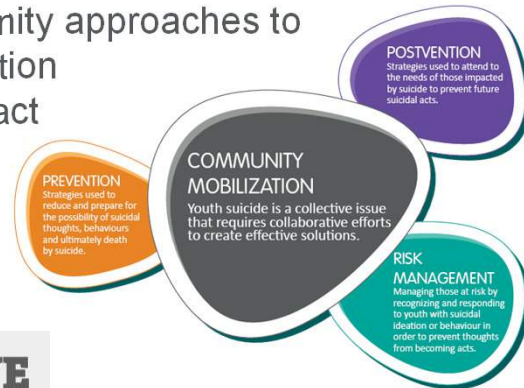 approaches to
POSTVENTION
Strategies used to attend to
the needs of those impacted
by suicide to prevent future
suicidal acts.
COMMUNITY
MOBILIZATION
Youth suicide is a collective issue
that requires collaborative efforts
to create effective solutions.
PREVENTION
Strategies used to
reduce and prepare for
the possibility of suicidal
thoughts, behaviours
and ultimately death
by suicide.
RISK
MANAGEMENT
Managing those at risk by
recognizing and responding
to youth with suicidal
ideation or behaviour in
order to prevent thoughts
from becoming acts.